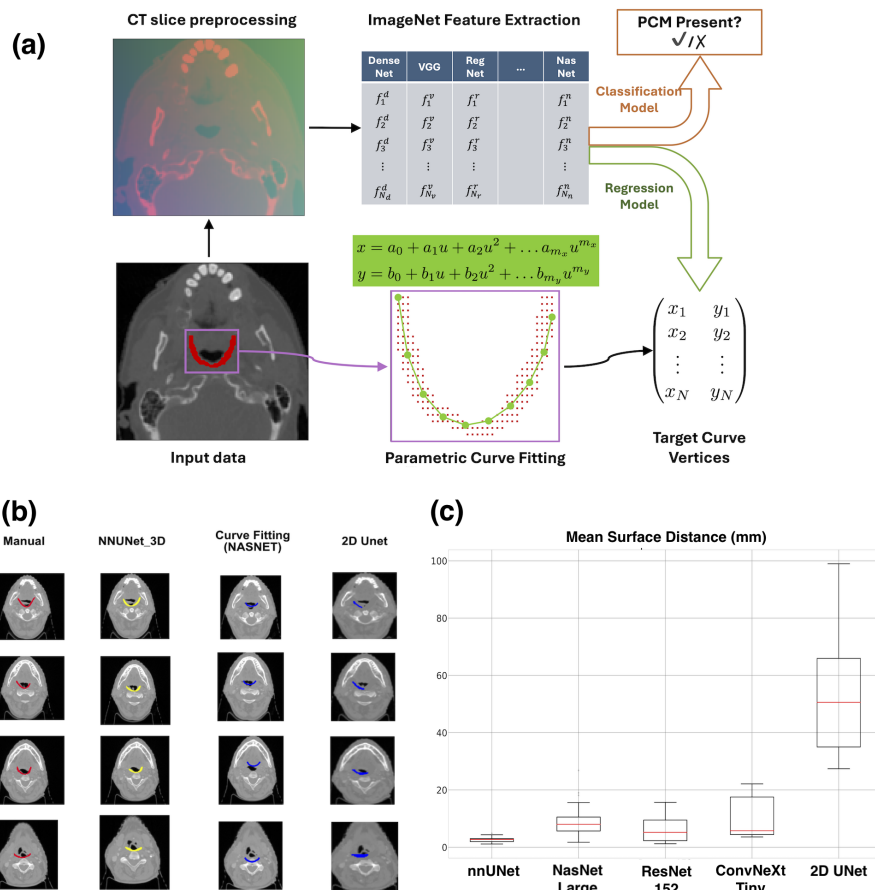 (a)
CT slice preprocessing
ImageNet Feature Extraction
PCM Present?
✓/X
Dense Net VGG Reg Net ... Nas Net
f_1^d f_1^v f_1^r f_1^n
f_2^d f_2^v f_2^r f_2^n
f_3^d f_3^v f_3^r f_3^n
⋮ ⋮ ⋮ ⋮
f_{N_d}^d f_{N_v}^v f_{N_r}^r f_{N_n}^n
Classification
Model
Regression
Model
x = a_0 + a_1u + a_2u^2 + ... a_{m_x}u^{m_x}
y = b_0 + b_1u + b_2u^2 + ... b_{m_y}u^{m_y}
x_1 y_1
x_2 y_2
⋮ ⋮
x_N y_N
Input data
Parametric Curve Fitting
Target Curve
Vertices
(b)
Manual
NNUNet_3D
Curve Fitting
(NASNET)
2D Unet
(c)
Mean Surface Distance (mm)
100
80
60
40
20
0
nnUNet
NasNet
Large
ResNet
152
ConvNeXt
Tiny
2D UNet